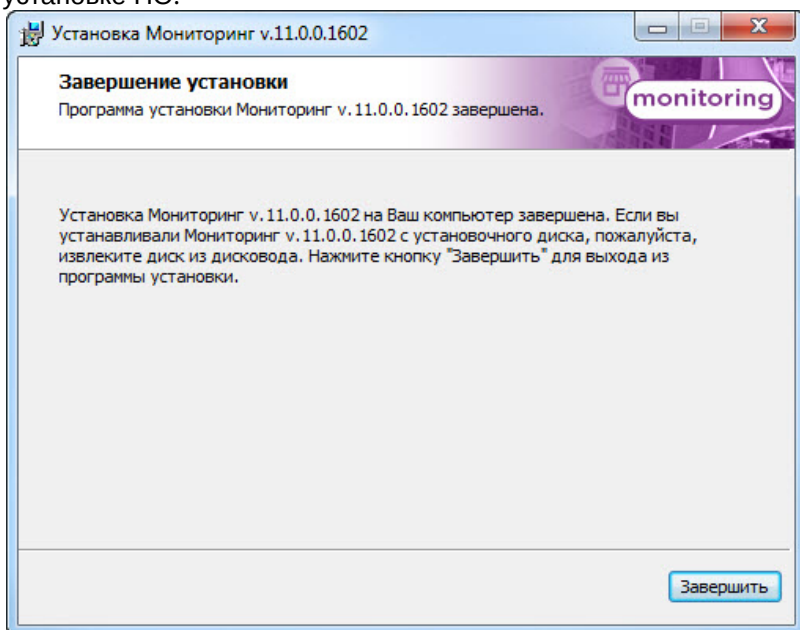 установке ПО.
Установка Мониторинг v.11.0.0.1602
Завершение установки
Программа установки Мониторинг v.11.0.0.1602 завершена.
monitoring
Установка Мониторинг v.11.0.0.1602 на Ваш компьютер завершена. Если вы
устанавливали Мониторинг v.11.0.0.1602 с установочного диска, пожалуйста,
извлеките диск из дисковода. Нажмите кнопку "Завершить" для выхода из
программы установки.
Завершить